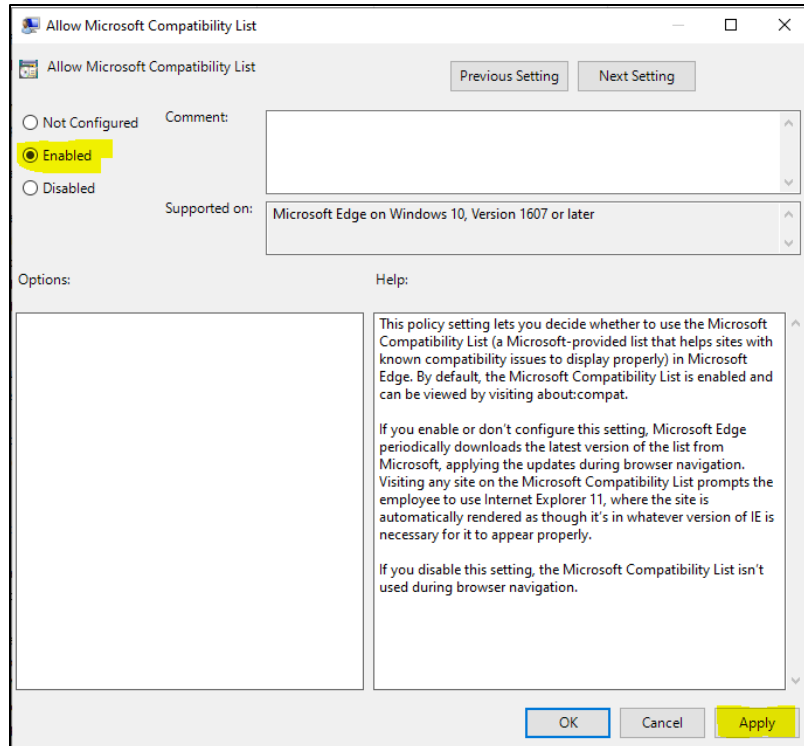 Allow Microsoft Compatibility List
Allow Microsoft Compatibility List
Previous Setting
Next Setting
Not Configured
Comment:
Enabled
Disabled
Supported on:
Microsoft Edge on Windows 10, Version 1607 or later
Options:
Help:
This policy setting lets you decide whether to use the Microsoft
Compatibility List (a Microsoft-provided list that helps sites with
known compatibility issues to display properly) in Microsoft
Edge. By default, the Microsoft Compatibility List is enabled and
can be viewed by visiting about:compat.
If you enable or don’t configure this setting, Microsoft Edge
periodically downloads the latest version of the list from
Microsoft, applying the updates during browser navigation.
Visiting any site on the Microsoft Compatibility List prompts the
employee to use Internet Explorer 11, where the site is
automatically rendered as though it’s in whatever version of IE is
necessary for it to appear properly.
If you disable this setting, the Microsoft Compatibility List isn’t
used during browser navigation.
OK
Cancel
Apply